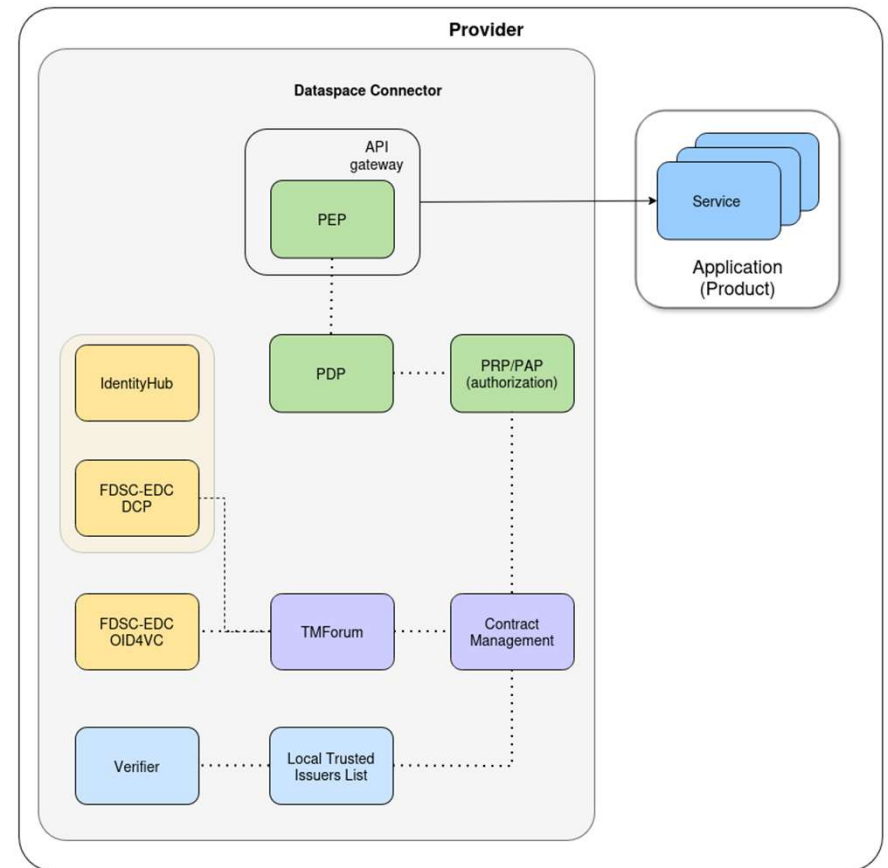 Provider
Dataspace Connector
API
gateway
PEP
Service
Application
(Product)
IdentityHub
PDP
PRP/PAP
(authorization)
FDSC-EDC
DCP
FDSC-EDC
OID4VC
TMForum
Contract
Management
Verifier
Local Trusted
Issuers List